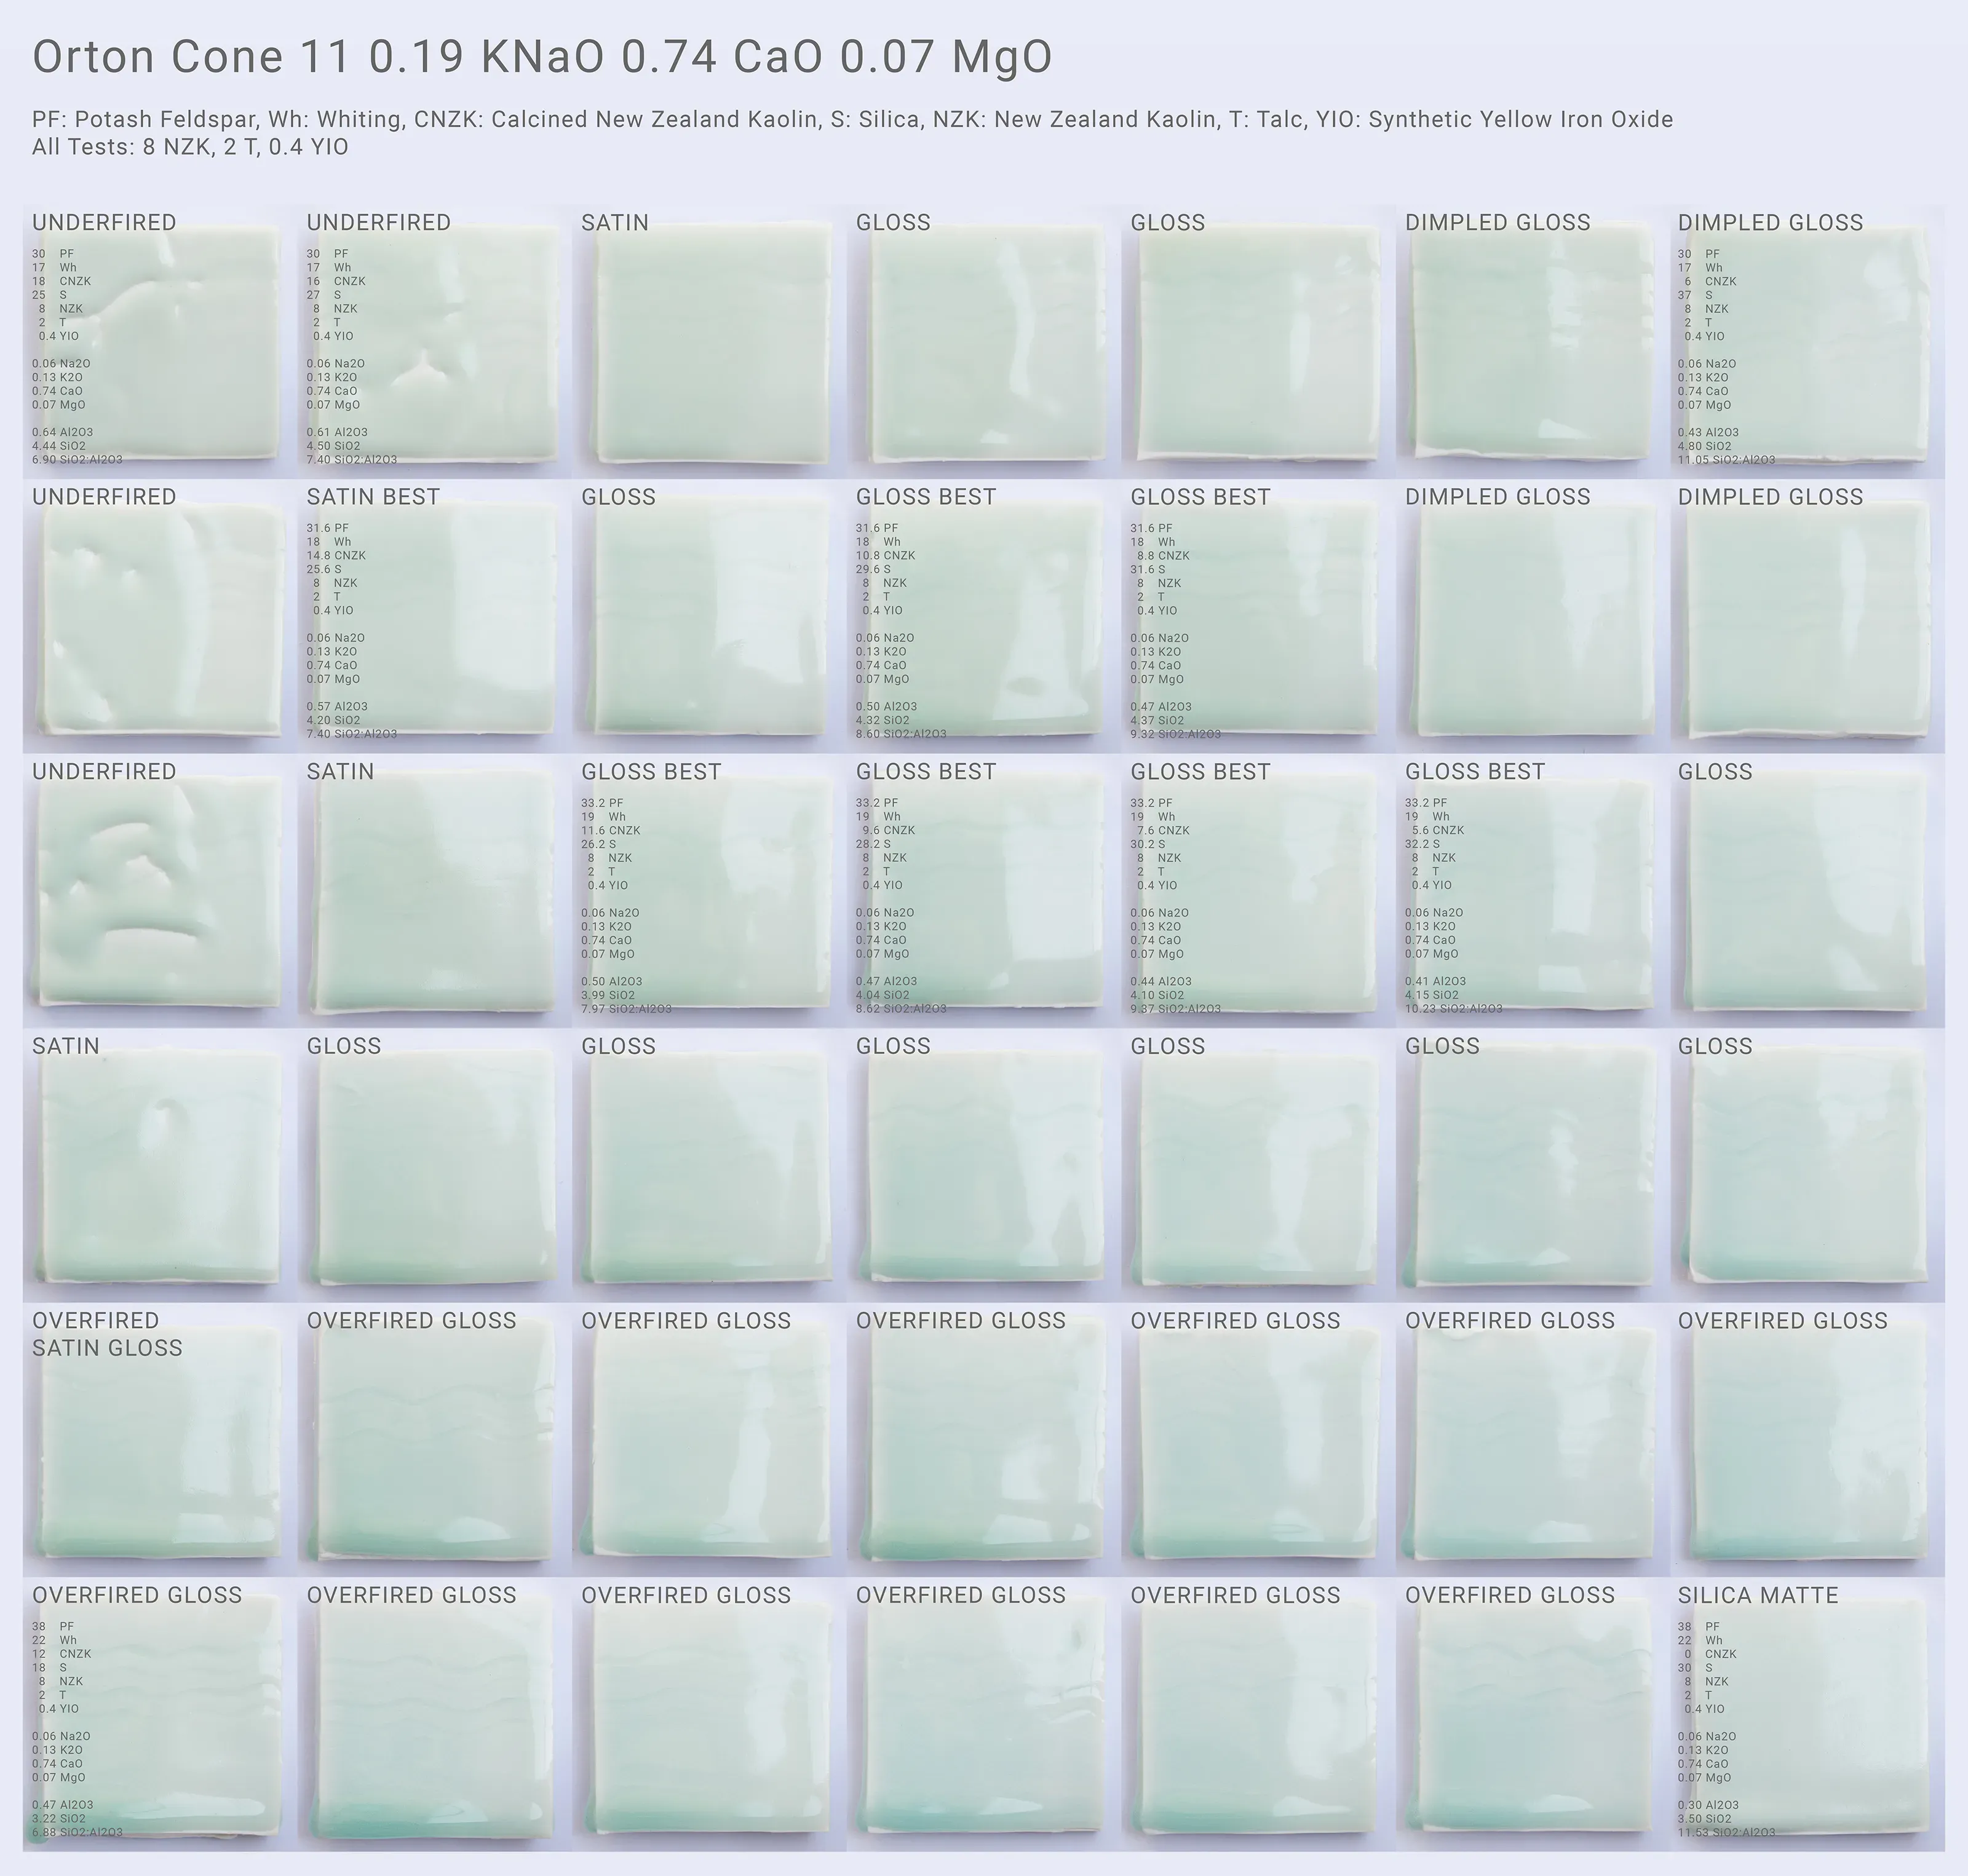 Orton Cone 11 0.19 KNaO 0.74 CaO 0.07 MgO
PF: Potash Feldspar, Wh: Whiting, CNZK: Calcined New Zealand Kaolin, S: Silica, NZK: New Zealand Kaolin, T: Talc, YIO: Synthetic Yellow Iron Oxide
All Tests: 8 NZK, 2 T, 0.4 YIO
UNDERFIRED
30 PF
17 Wh
18 CNZK
25 S
8 NZK
2 T
0.4 YIO
0.06 Na2O
0.13 K2O
0.74 CaO
0.07 MgO
0.64 Al2O3
4.44 SiO2
6.90 SiO2:Al2O3
UNDERFIRED
30 PF
17 Wh
16 CNZK
27 S
8 NZK
2 T
0.4 YIO
0.06 Na2O
0.13 K2O
0.74 CaO
0.07 MgO
0.61 Al2O3
4.50 SiO2
7.40 SiO2:Al2O3
SATIN
GLOSS
GLOSS
DIMPLED GLOSS
DIMPLED GLOSS
30 PF
17 Wh
6 CNZK
37 S
8 NZK
2 T
0.4 YIO
0.06 Na2O
0.13 K2O
0.74 CaO
0.07 MgO
0.43 Al2O3
4.80 SiO2
11.05 SiO2:Al2O3
UNDERFIRED
SATIN BEST
31.6 PF
18 Wh
14.8 CNZK
25.6 S
8 NZK
2 T
0.4 YIO
0.06 Na2O
0.13 K2O
0.74 CaO
0.07 MgO
0.57 Al2O3
4.20 SiO2
7.40 SiO2:Al2O3
GLOSS
GLOSS BEST
31.6 PF
18 Wh
10.8 CNZK
29.6 S
8 NZK
2 T
0.4 YIO
0.06 Na2O
0.13 K2O
0.74 CaO
0.07 MgO
0.50 Al2O3
4.32 SiO2
8.60 SiO2:Al2O3
GLOSS BEST
31.6 PF
18 Wh
8.8 CNZK
31.6 S
8 NZK
2 T
0.4 YIO
0.06 Na2O
0.13 K2O
0.74 CaO
0.07 MgO
0.47 Al2O3
4.37 SiO2
9.32 SiO2:Al2O3
DIMPLED GLOSS
DIMPLED GLOSS
UNDERFIRED
SATIN
GLOSS BEST
33.2 PF
19 Wh
11.6 CNZK
26.2 S
8 NZK
2 T
0.4 YIO
0.06 Na2O
0.13 K2O
0.74 CaO
0.07 MgO
0.50 Al2O3
3.99 SiO2
7.97 SiO2:Al2O3
GLOSS BEST
33.2 PF
19 Wh
9.6 CNZK
28.2 S
8 NZK
2 T
0.4 YIO
0.06 Na2O
0.13 K2O
0.74 CaO
0.07 MgO
0.47 Al2O3
4.04 SiO2
8.62 SiO2:Al2O3
GLOSS BEST
33.2 PF
19 Wh
7.6 CNZK
30.2 S
8 NZK
2 T
0.4 YIO
0.06 Na2O
0.13 K2O
0.74 CaO
0.07 MgO
0.44 Al2O3
4.10 SiO2
9.37 SiO2:Al2O3
GLOSS BEST
33.2 PF
19 Wh
5.6 CNZK
32.2 S
8 NZK
2 T
0.4 YIO
0.06 Na2O
0.13 K2O
0.74 CaO
0.07 MgO
0.41 Al2O3
4.15 SiO2
10.23 SiO2:Al2O3
GLOSS
SATIN
GLOSS
GLOSS
GLOSS
GLOSS
GLOSS
GLOSS
OVERFIRED
SATIN GLOSS
OVERFIRED GLOSS
OVERFIRED GLOSS
OVERFIRED GLOSS
OVERFIRED GLOSS
OVERFIRED GLOSS
OVERFIRED GLOSS
OVERFIRED GLOSS
38 PF
22 Wh
12 CNZK
18 S
8 NZK
2 T
0.4 YIO
0.06 Na2O
0.13 K2O
0.74 CaO
0.07 MgO
0.47 Al2O3
3.22 SiO2
6.88 SiO2:Al2O3
OVERFIRED GLOSS
OVERFIRED GLOSS
OVERFIRED GLOSS
OVERFIRED GLOSS
OVERFIRED GLOSS
SILICA MATTE
38 PF
22 Wh
0 CNZK
30 S
8 NZK
2 T
0.4 YIO
0.06 Na2O
0.13 K2O
0.74 CaO
0.07 MgO
0.30 Al2O3
3.50 SiO2
11.53 SiO2:Al2O3